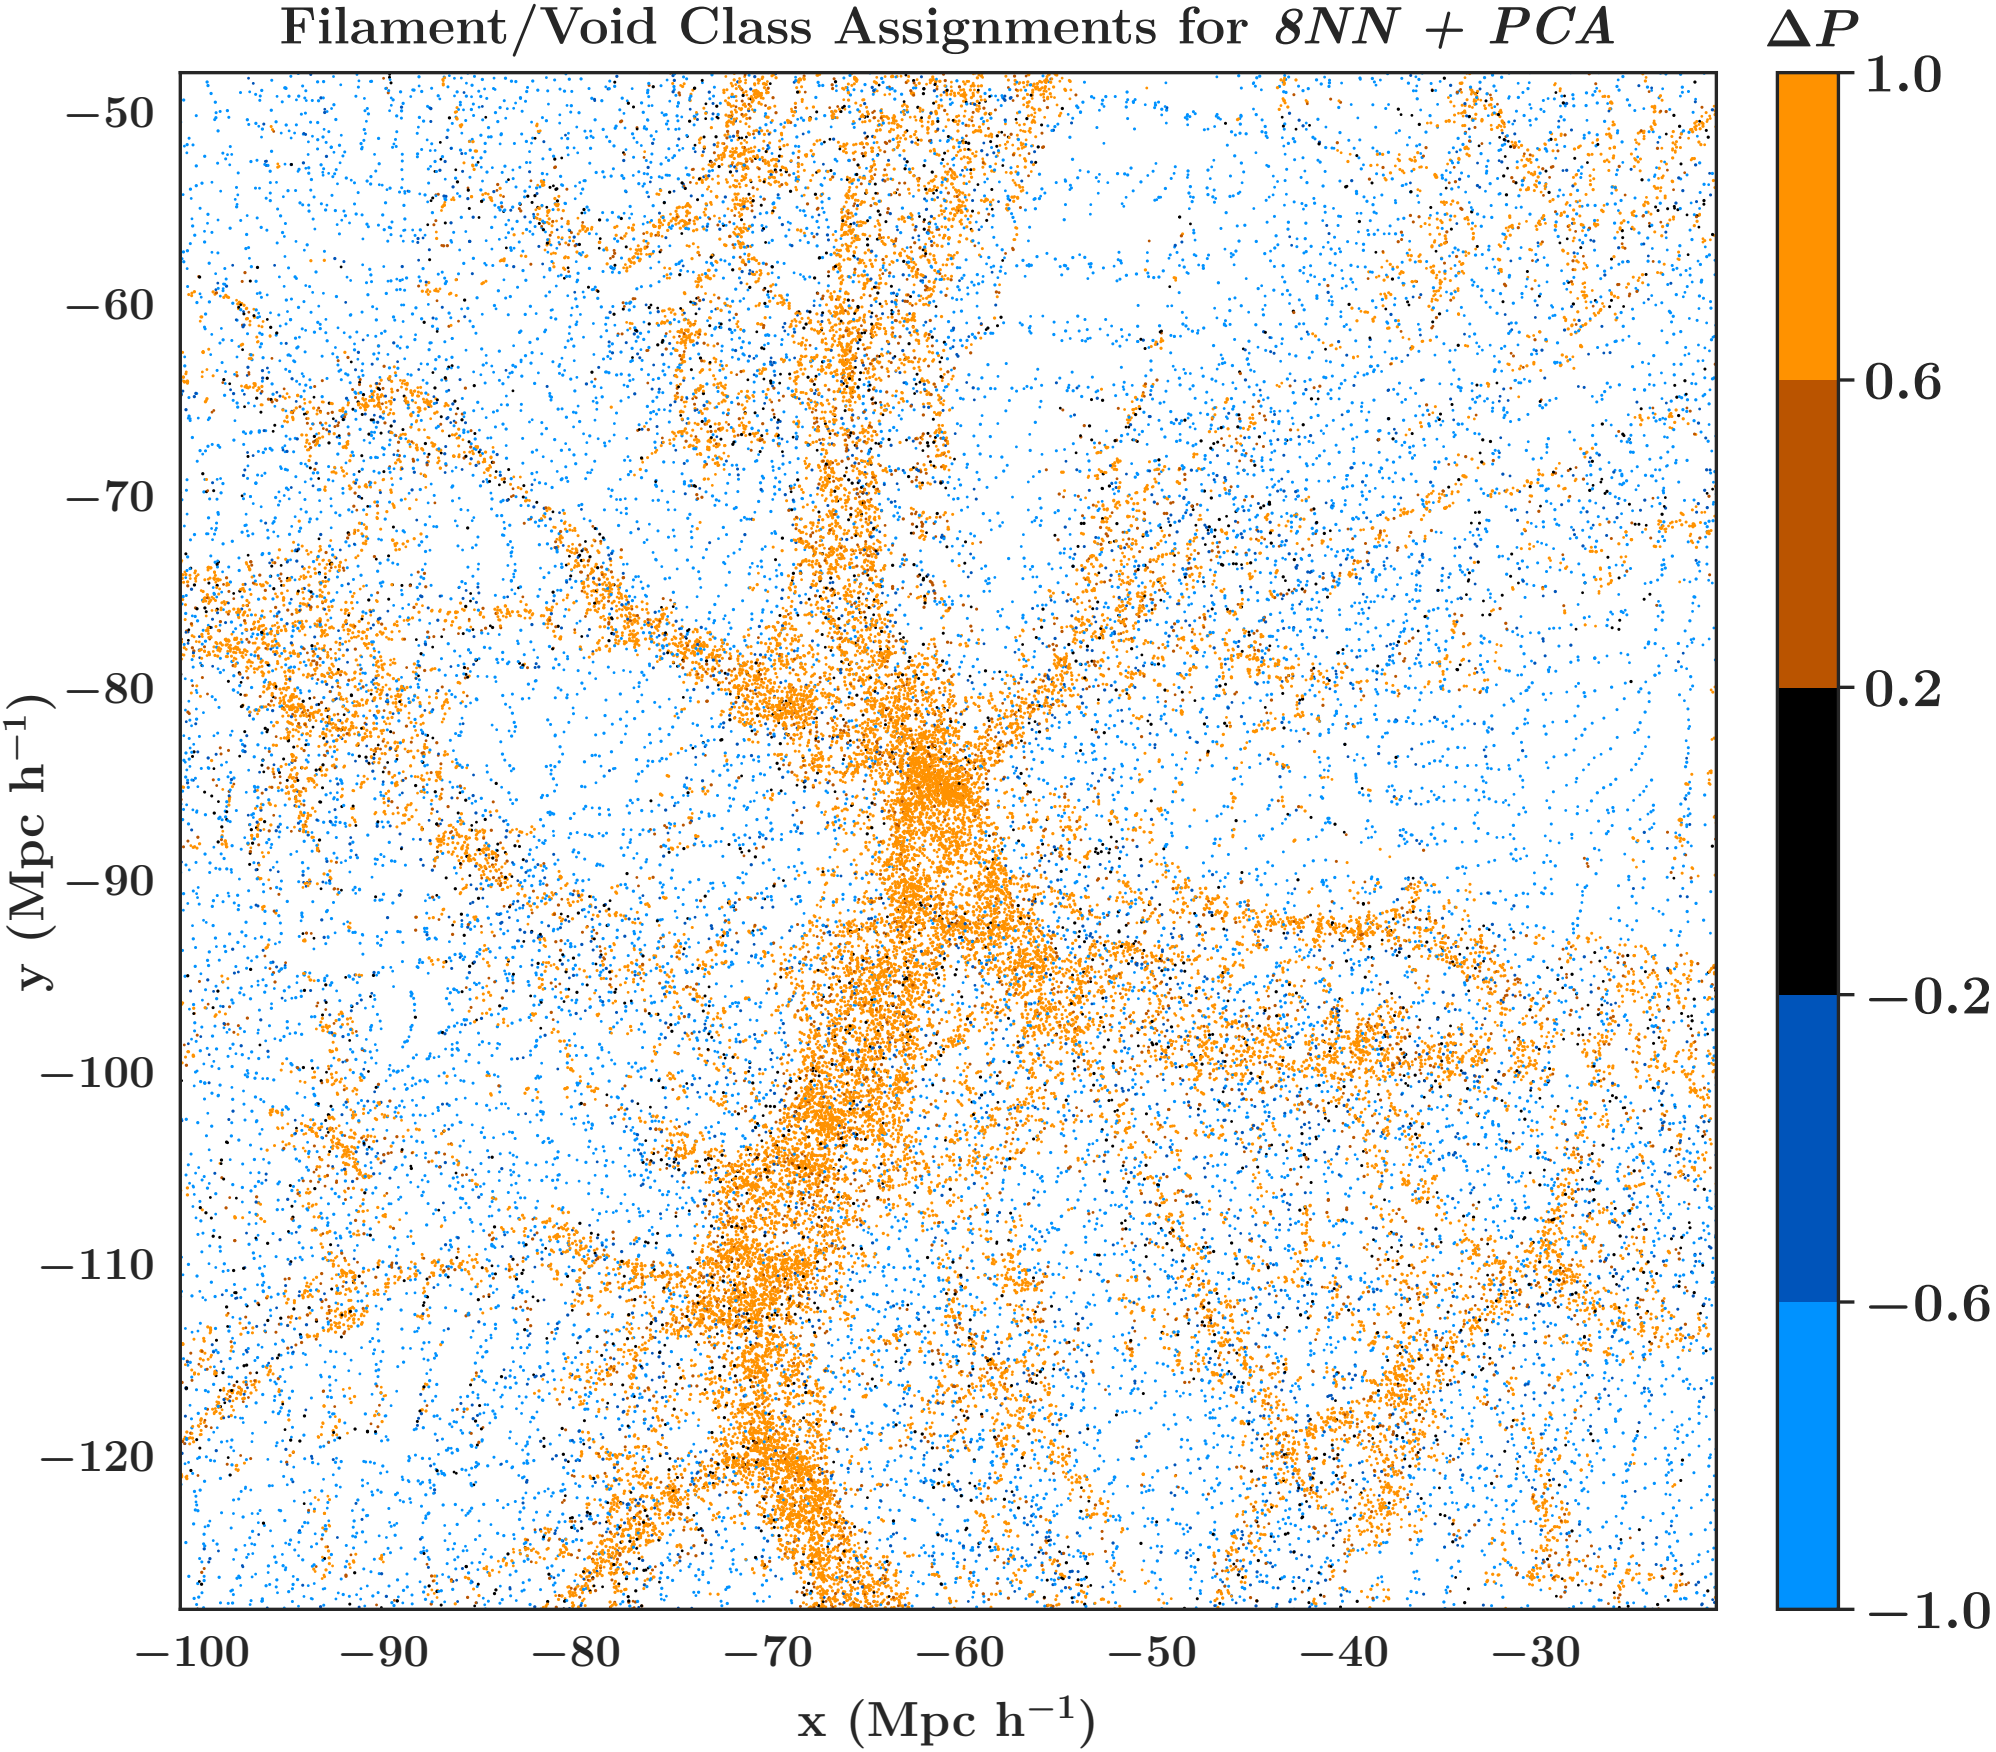 Filament/Void Class Assignments for 8NN + PCA
ΔP
1.0
0.6
0.2
−0.2
−0.6
−1.0
−50
−60
−70
−80
−90
−100
−110
−120
y (Mpc h⁻¹)
−100 −90 −80 −70 −60 −50 −40 −30
x (Mpc h⁻¹)